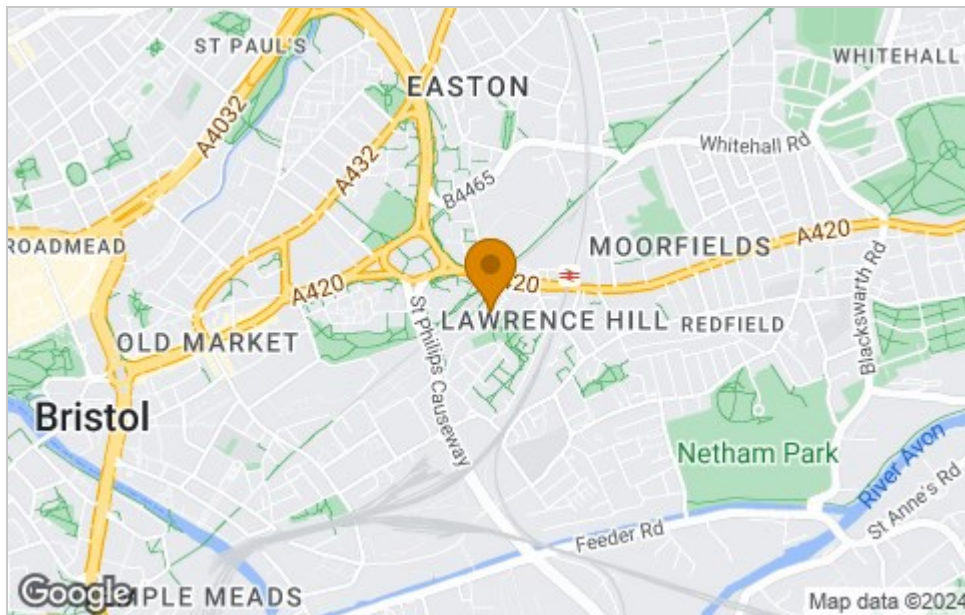 ST PAUL'S
WHITEHALL
EASTON
A4032
Whitehall Rd
A432
B4465
ROADMEAD
MOORFIELDS
A420
A420
420
LAWRENCE HILL
REDFIELD
OLD MARKET
St Philips Causeway
Blackswarth Rd
Bristol
Netham Park
River Avon
St Anne's Rd
Feeder Rd
Google
MPLE MEADS
Map data ©2024